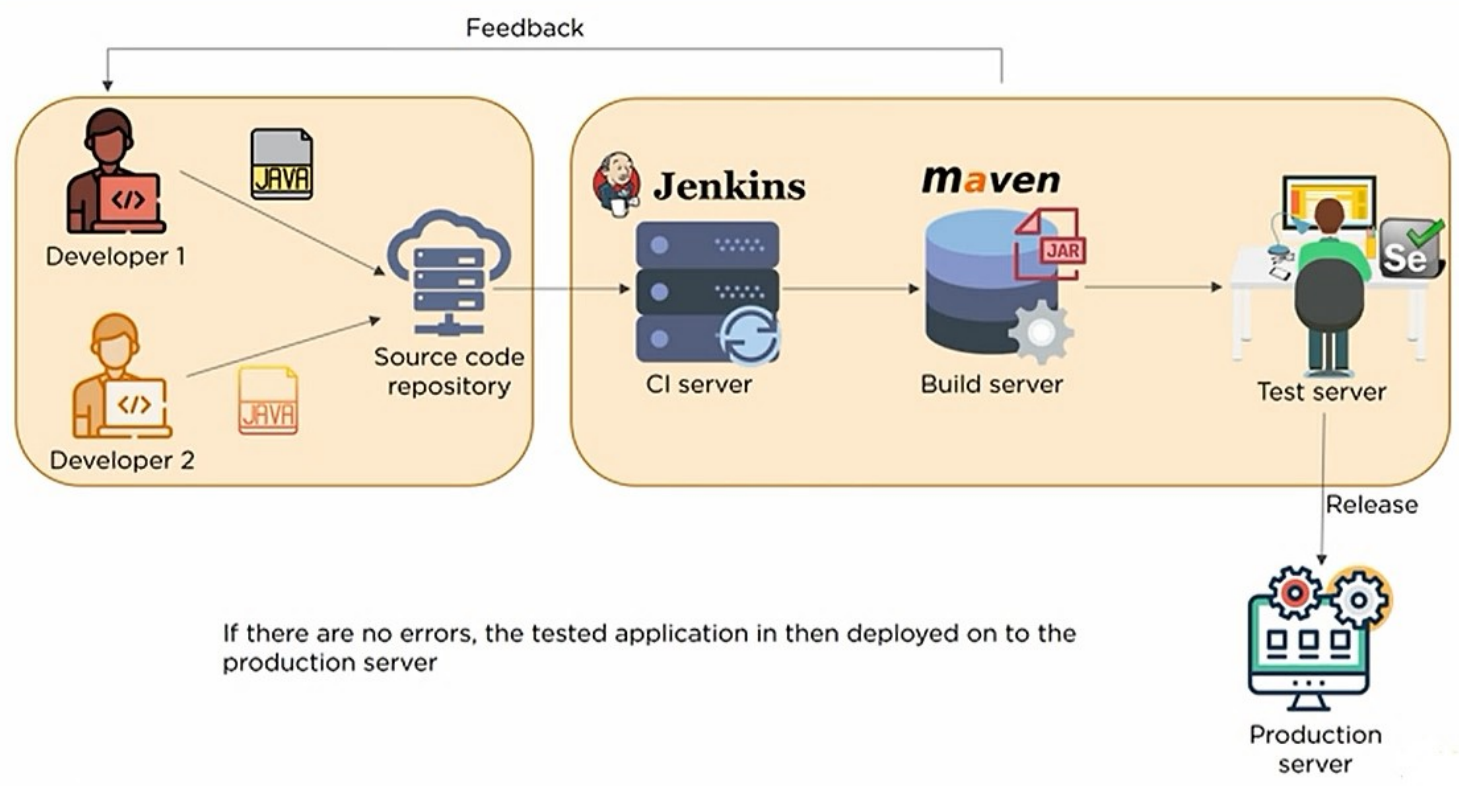 Feedback
JAVA
Developer 1
Source code
repository
JAVA
Developer 2
Jenkins
CI server
maven
JAR
Build server
Se
Test server
Release
If there are no errors, the tested application in then deployed on to the
production server
Production
server